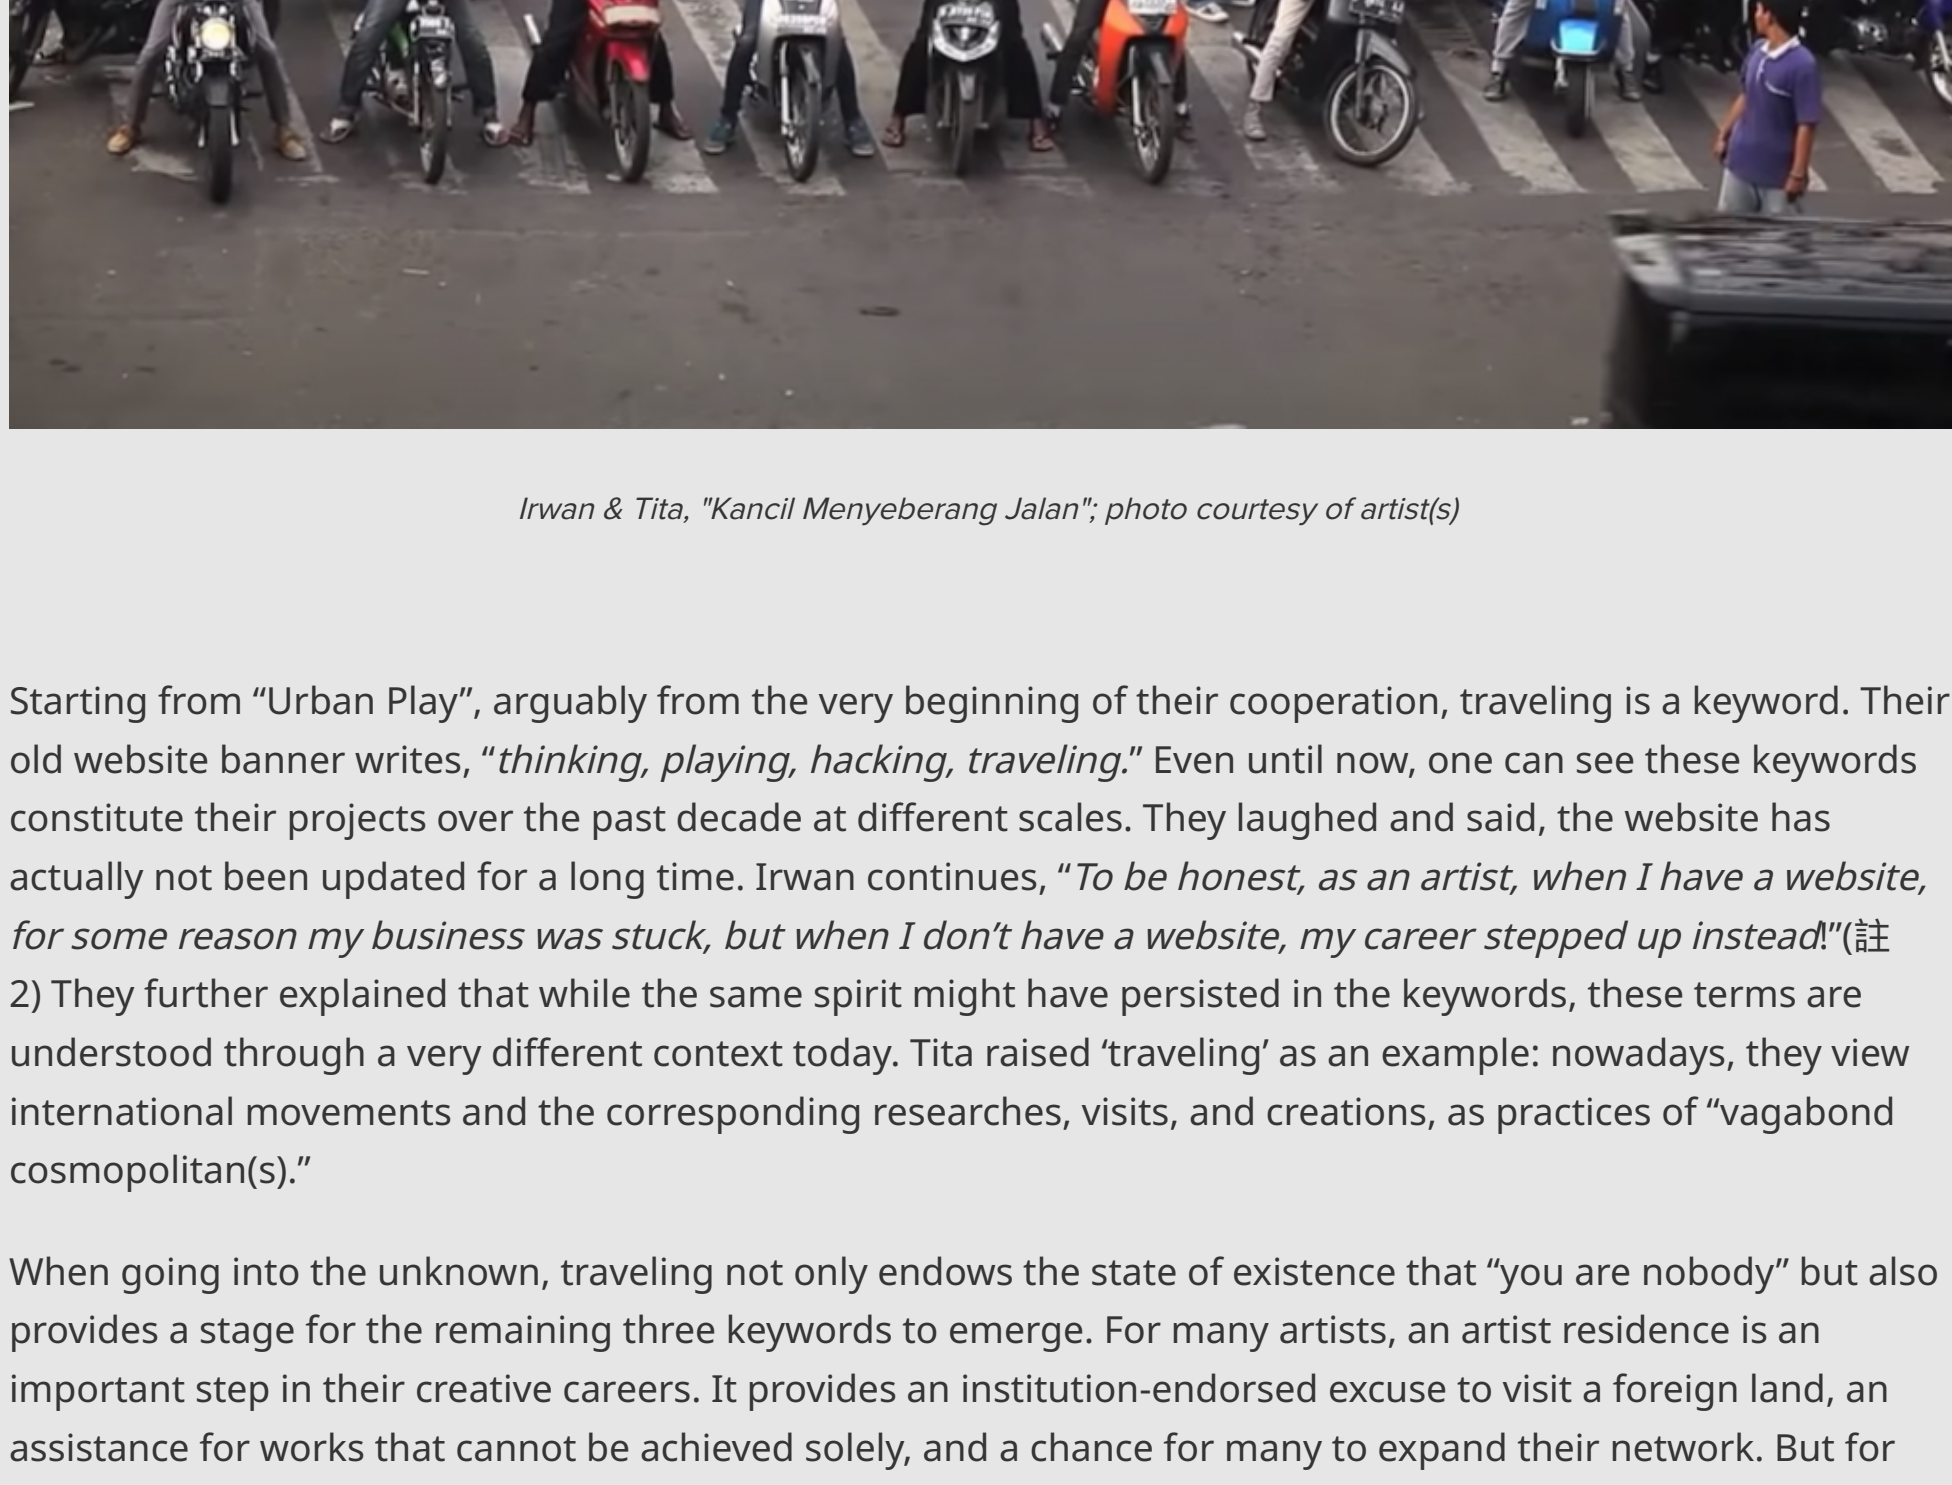 Irwan & Tita, "Kancil Menyeberang Jalan"; photo courtesy of artist(s)
Starting from “Urban Play”, arguably from the very beginning of their cooperation, traveling is a keyword. Their
old website banner writes, “thinking, playing, hacking, traveling.” Even until now, one can see these keywords
constitute their projects over the past decade at different scales. They laughed and said, the website has
actually not been updated for a long time. Irwan continues, “To be honest, as an artist, when I have a website,
for some reason my business was stuck, but when I don’t have a website, my career stepped up instead!”(註
2) They further explained that while the same spirit might have persisted in the keywords, these terms are
understood through a very different context today. Tita raised ‘traveling’ as an example: nowadays, they view
international movements and the corresponding researches, visits, and creations, as practices of “vagabond
cosmopolitan(s).”
When going into the unknown, traveling not only endows the state of existence that “you are nobody” but also
provides a stage for the remaining three keywords to emerge. For many artists, an artist residence is an
important step in their creative careers. It provides an institution-endorsed excuse to visit a foreign land, an
assistance for works that cannot be achieved solely, and a chance for many to expand their network. But for